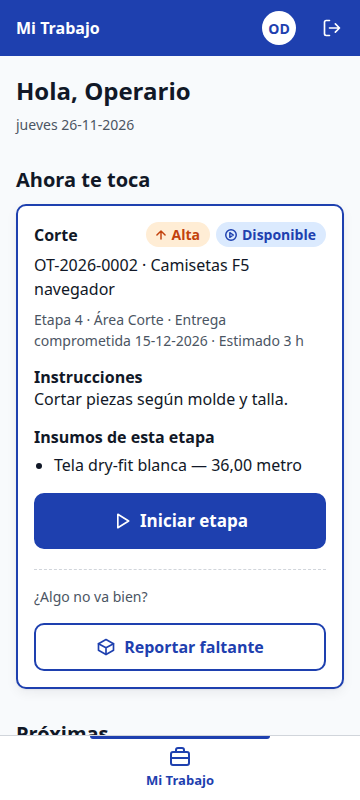 Mi Trabajo
OD
Hola, Operario
jueves 26-11-2026
Ahora te toca
Corte
Alta
Disponible
OT-2026-0002 · Camisetas F5
navegador
Etapa 4 · Área Corte · Entrega
comprometida 15-12-2026 · Estimado 3 h
Instrucciones
Cortar piezas según molde y talla.
Insumos de esta etapa
Tela dry-fit blanca — 36,00 metro
Iniciar etapa
¿Algo no va bien?
Reportar faltante
Próximas
Mi Trabajo